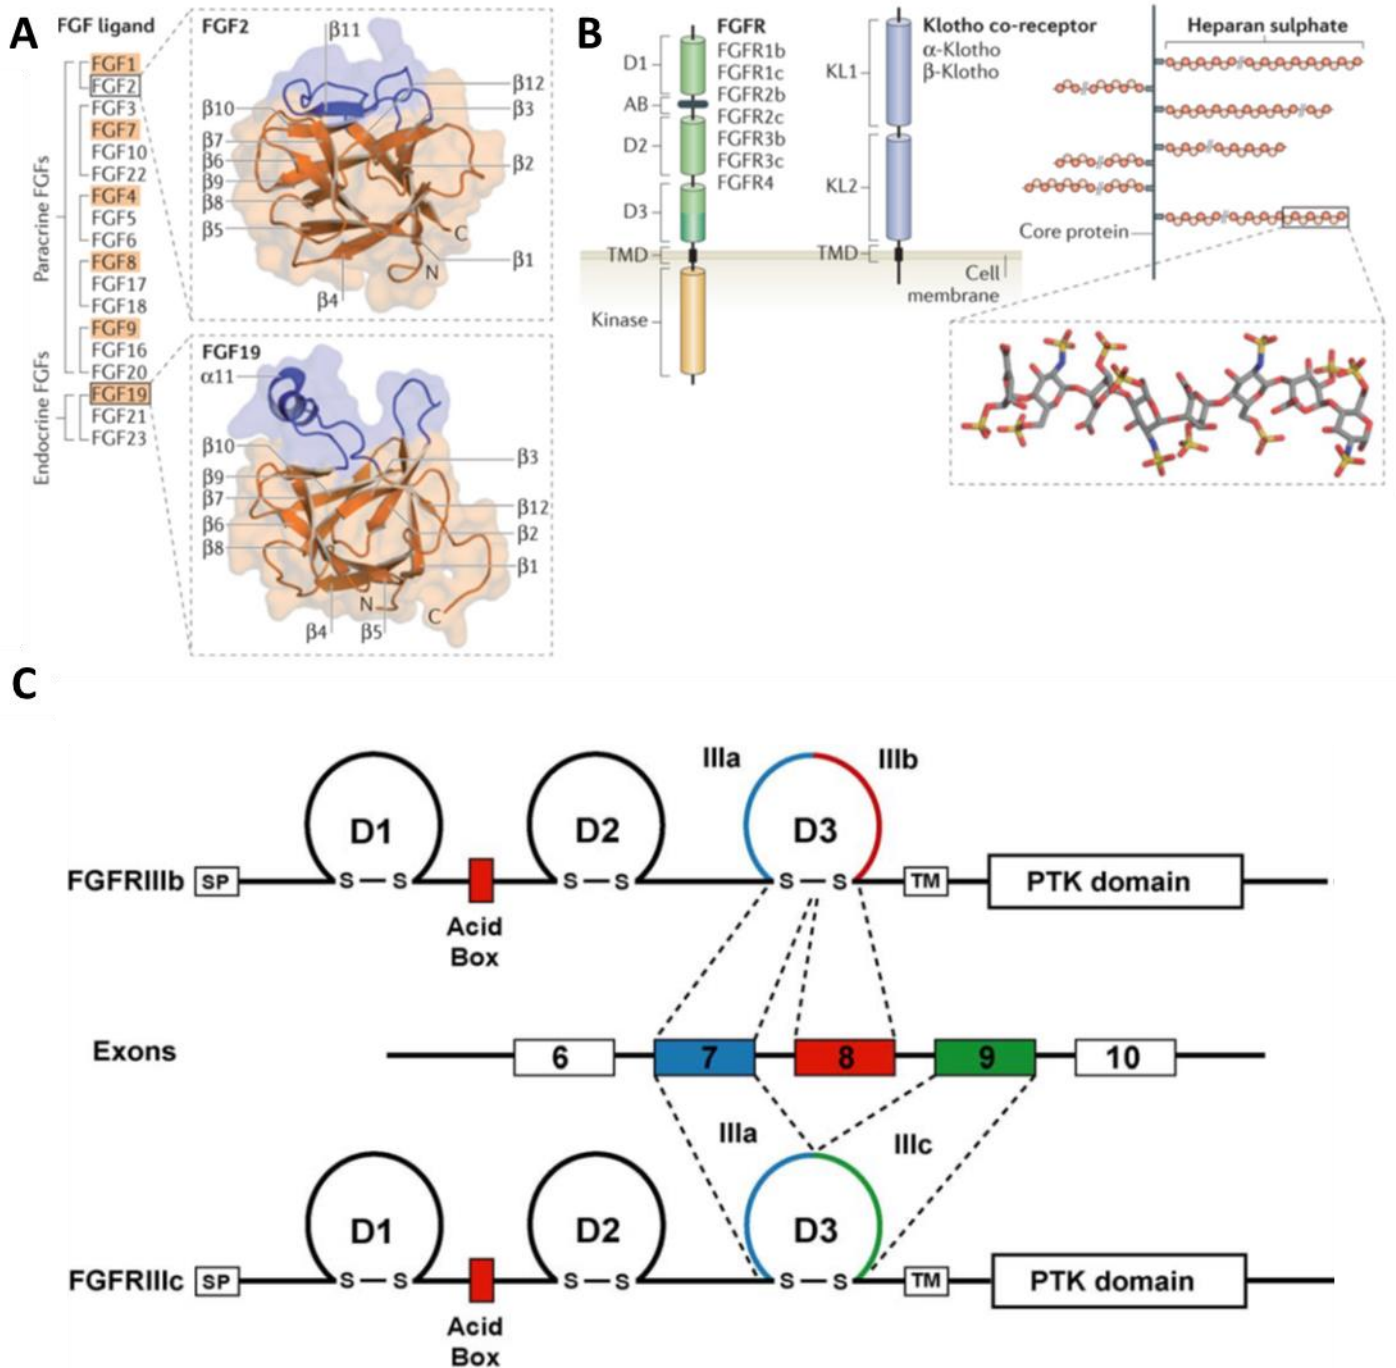 A
FGF ligand
FGF1
FGF2
FGF3
FGF7
FGF10
FGF22
FGF4
FGF5
FGF6
FGF8
FGF17
FGF18
FGF9
FGF16
FGF20
FGF19
FGF21
FGF23
Paracrine FGFs
Endocrine FGFs
FGF2
β11
β10
β7
β6
β9
β8
β5
β4
β12
β3
β2
β1
C
N
FGF19
α11
β10
β9
β7
β6
β8
β4
β5
β3
β12
β2
β1
N
C
B
D1
AB
D2
D3
TMD
Kinase
FGFR
FGFR1b
FGFR1c
FGFR2b
FGFR2c
FGFR3b
FGFR3c
FGFR4
KL1
KL2
TMD
Klotho co-receptor
α-Klotho
β-Klotho
Cell
membrane
Heparan sulphate
Core protein
C
IIIa
IIIb
D1
D2
D3
FGFRIIIb
SP
S — S
S — S
S — S
TM
PTK domain
Acid
Box
Exons
6
7
8
9
10
IIIa
IIIc
D1
D2
D3
FGFRIIIc
SP
S — S
S — S
S — S
TM
PTK domain
Acid
Box